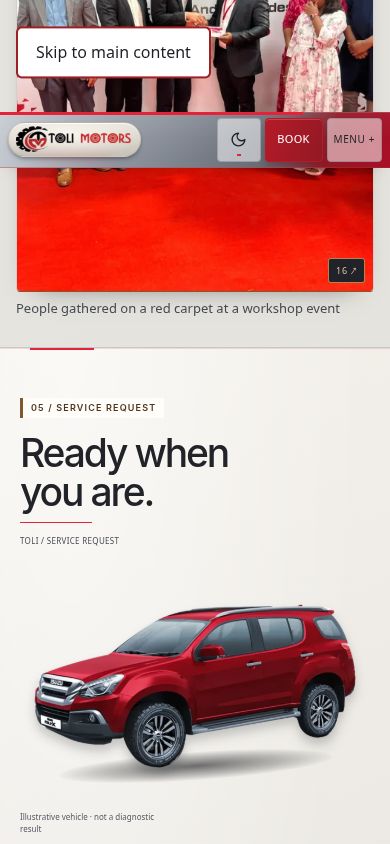 Skip to main content
TOLI MOTORS
BOOK
MENU +
16 ↗
People gathered on a red carpet at a workshop event
05 / SERVICE REQUEST
Ready when
you are.
TOLI / SERVICE REQUEST
ISUZU
Illustrative vehicle · not a diagnostic
result